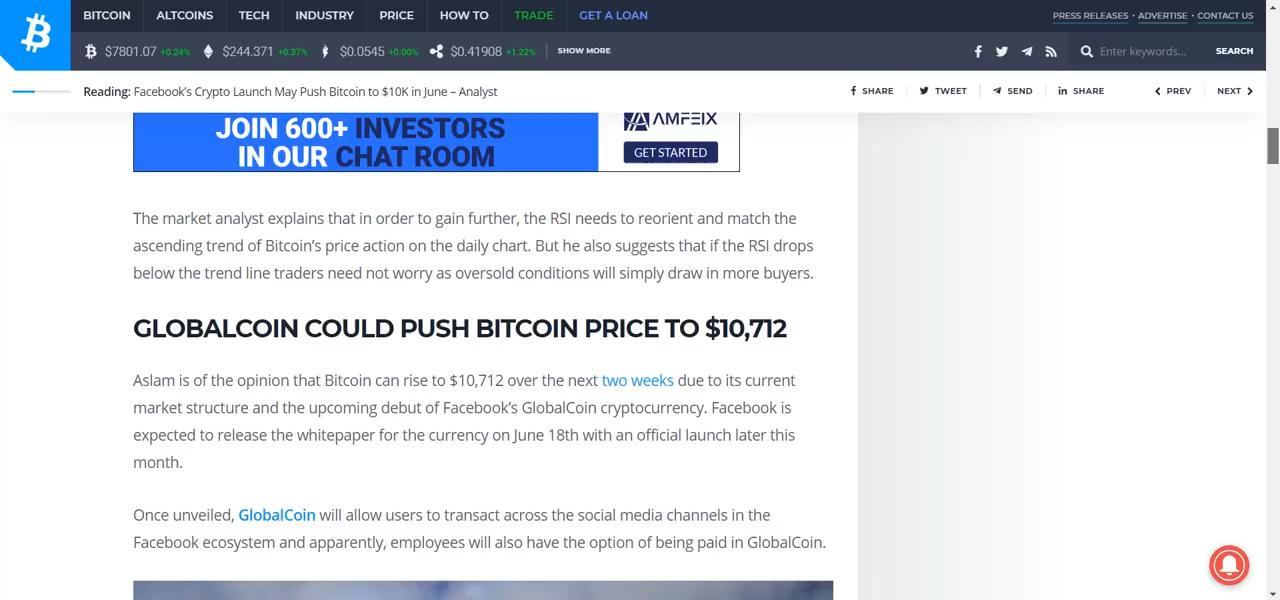 BITCOIN ALTCOINS TECH INDUSTRY PRICE HOW TO TRADE GET A LOAN PRESS RELEASES • ADVERTISE • CONTACT US
$7801.07 +0.24% $244.371 +0.37% $0.0545 +0.00% $0.41908 +1.22% SHOW MORE Enter keywords... SEARCH
Reading: Facebook’s Crypto Launch May Push Bitcoin to $10K in June – Analyst SHARE TWEET SEND SHARE PREV NEXT
JOIN 600+ INVESTORS
IN OUR CHAT ROOM
AMFEIX
GET STARTED
The market analyst explains that in order to gain further, the RSI needs to reorient and match the
ascending trend of Bitcoin’s price action on the daily chart. But he also suggests that if the RSI drops
below the trend line traders need not worry as oversold conditions will simply draw in more buyers.
GLOBALCOIN COULD PUSH BITCOIN PRICE TO $10,712
Aslam is of the opinion that Bitcoin can rise to $10,712 over the next two weeks due to its current
market structure and the upcoming debut of Facebook’s GlobalCoin cryptocurrency. Facebook is
expected to release the whitepaper for the currency on June 18th with an official launch later this
month.
Once unveiled, GlobalCoin will allow users to transact across the social media channels in the
Facebook ecosystem and apparently, employees will also have the option of being paid in GlobalCoin.